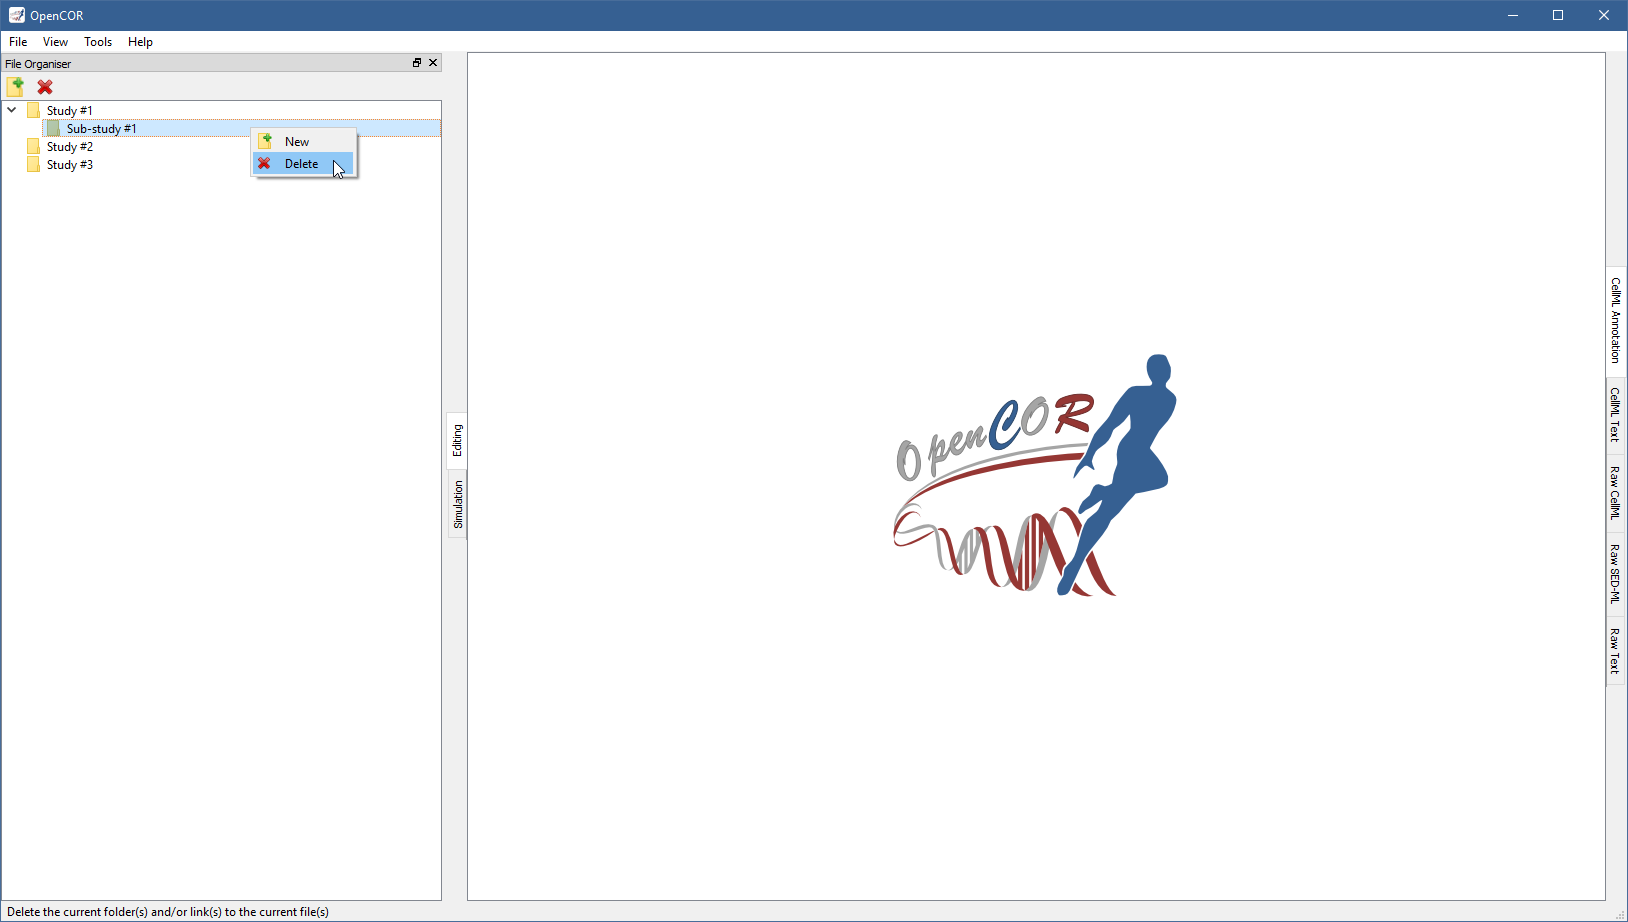 OpenCOR
File View Tools Help
File Organiser
Study #1
Sub-study #1
Study #2
Study #3
New
Delete
Editing
Simulation
OpenCOR
CellML Annotation
CellML Text
Raw CellML
Raw SED-ML
Raw Text
Delete the current folder(s) and/or link(s) to the current file(s)